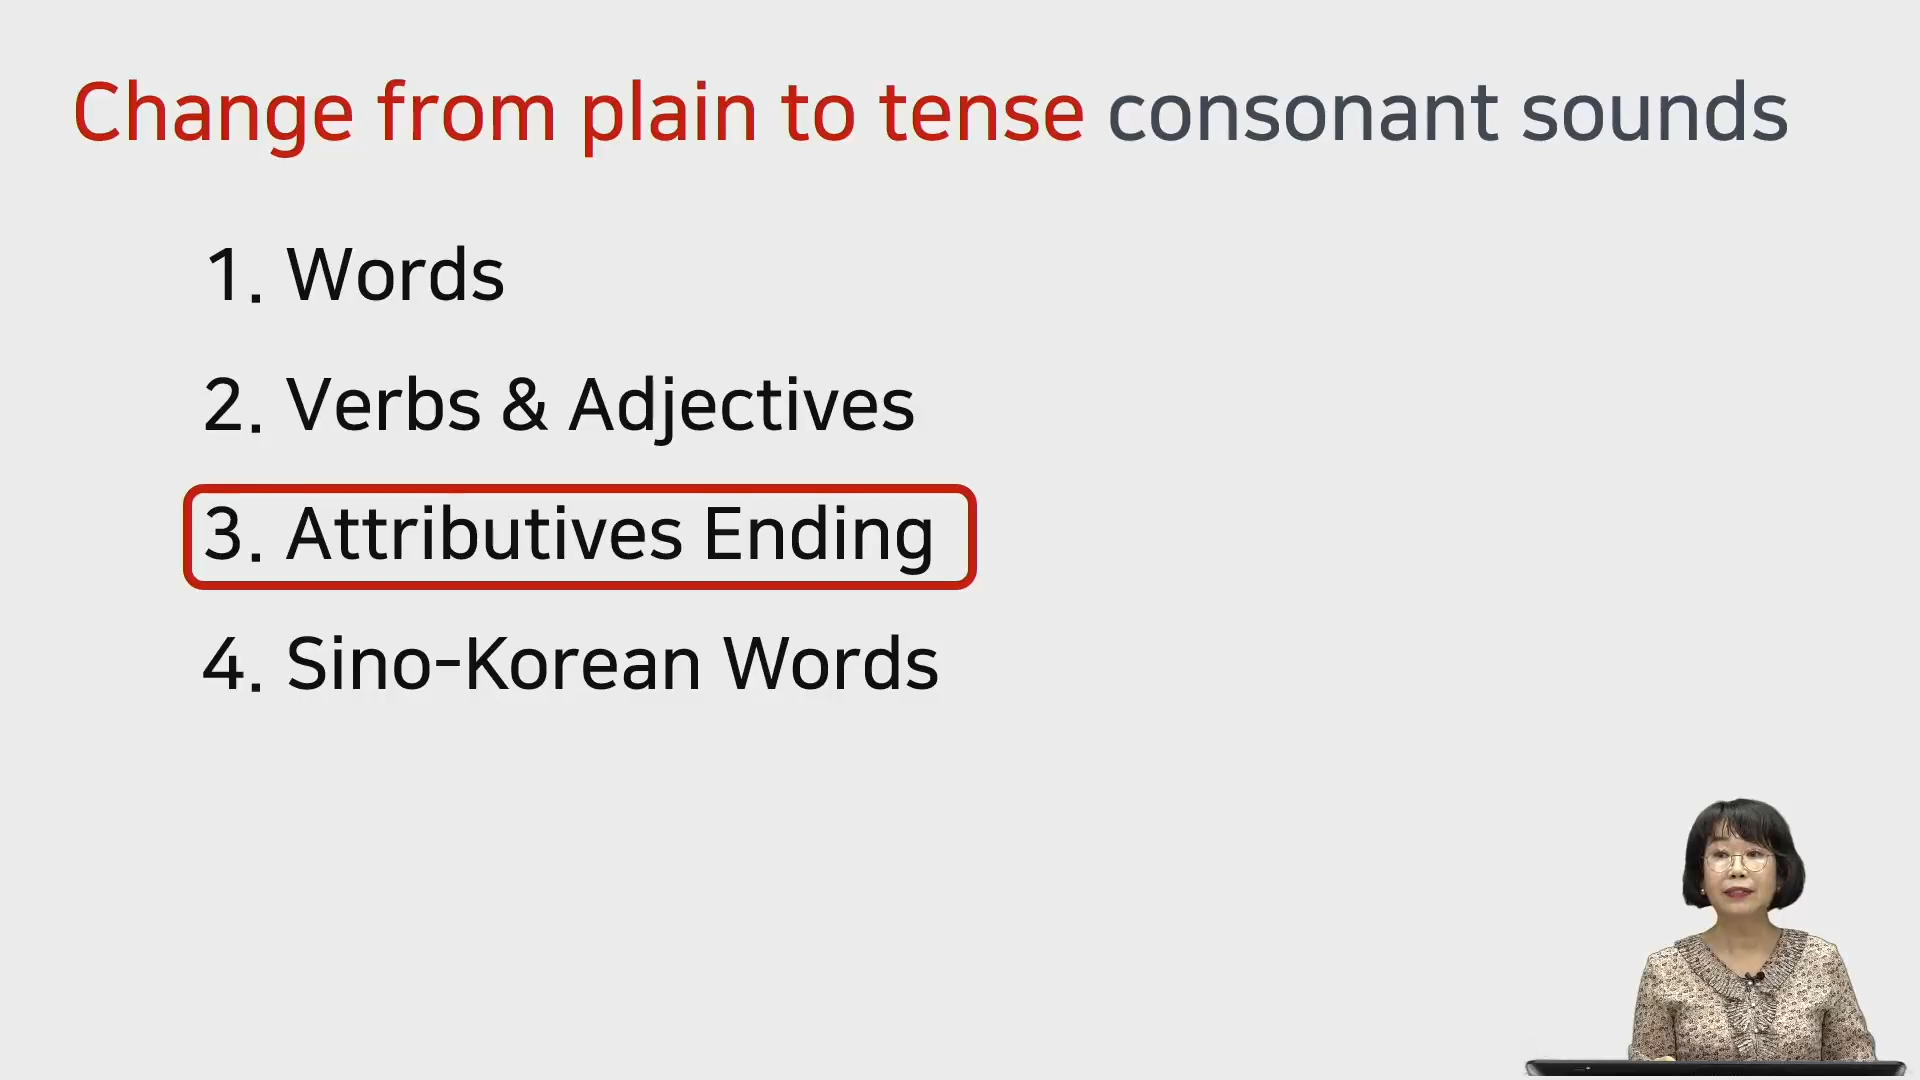 Change from plain to tense consonant sounds
1. Words
2. Verbs & Adjectives
3. Attributives Ending
4. Sino-Korean Words